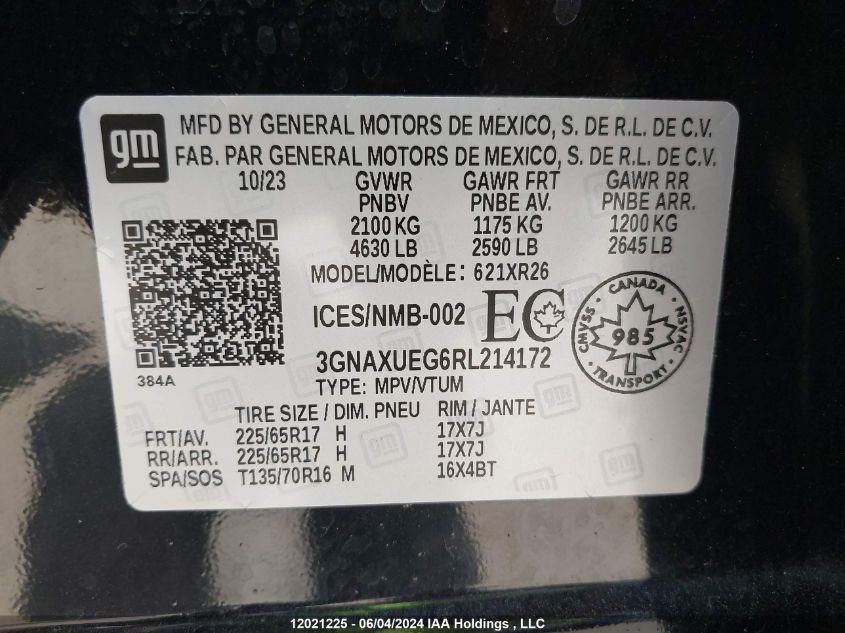 gm
MFD BY GENERAL MOTORS DE MEXICO, S. DE R.L. DE C.V.
FAB. PAR GENERAL MOTORS DE MEXICO, S. DE R.L. DE C.V.
10/23 GVWR GAWR FRT GAWR RR
PNBV PNBE AV. PNBE ARR.
2100 KG 1175 KG 1200 KG
4630 LB 2590 LB 2645 LB
MODEL/MODÈLE: 621XR26
ICES/NMB-002 EC
CANADA
CMVSS 985 NSVAC
TRANSPORT
3GNAXUEG6RL214172
384A
TYPE: MPV/VTUM
TIRE SIZE / DIM. PNEU RIM / JANTE
FRT/AV. 225/65R17 H 17X7J
RR/ARR. 225/65R17 H 17X7J
SPA/SOS T135/70R16 M 16X4BT
12021225 - 06/04/2024 IAA Holdings , LLC